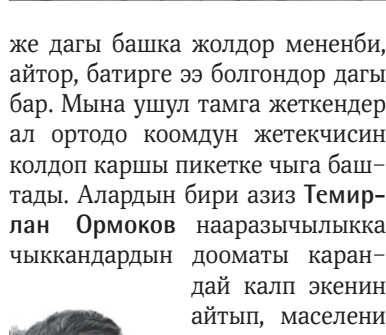 же дагы башка жолдор мененби,
айтор, батирге ээ болгондор дагы
бар. Мына ушул тамга жеткендер
ал ортодо коомдун жетекчисин
колдоп каршы пикетке чыга баш-
тады. Алардын бири азиз Темир-
лан Ормоков нааразычылыкка
чыккандардын дооматы каран-
дай калп экенин
айтып, маселени